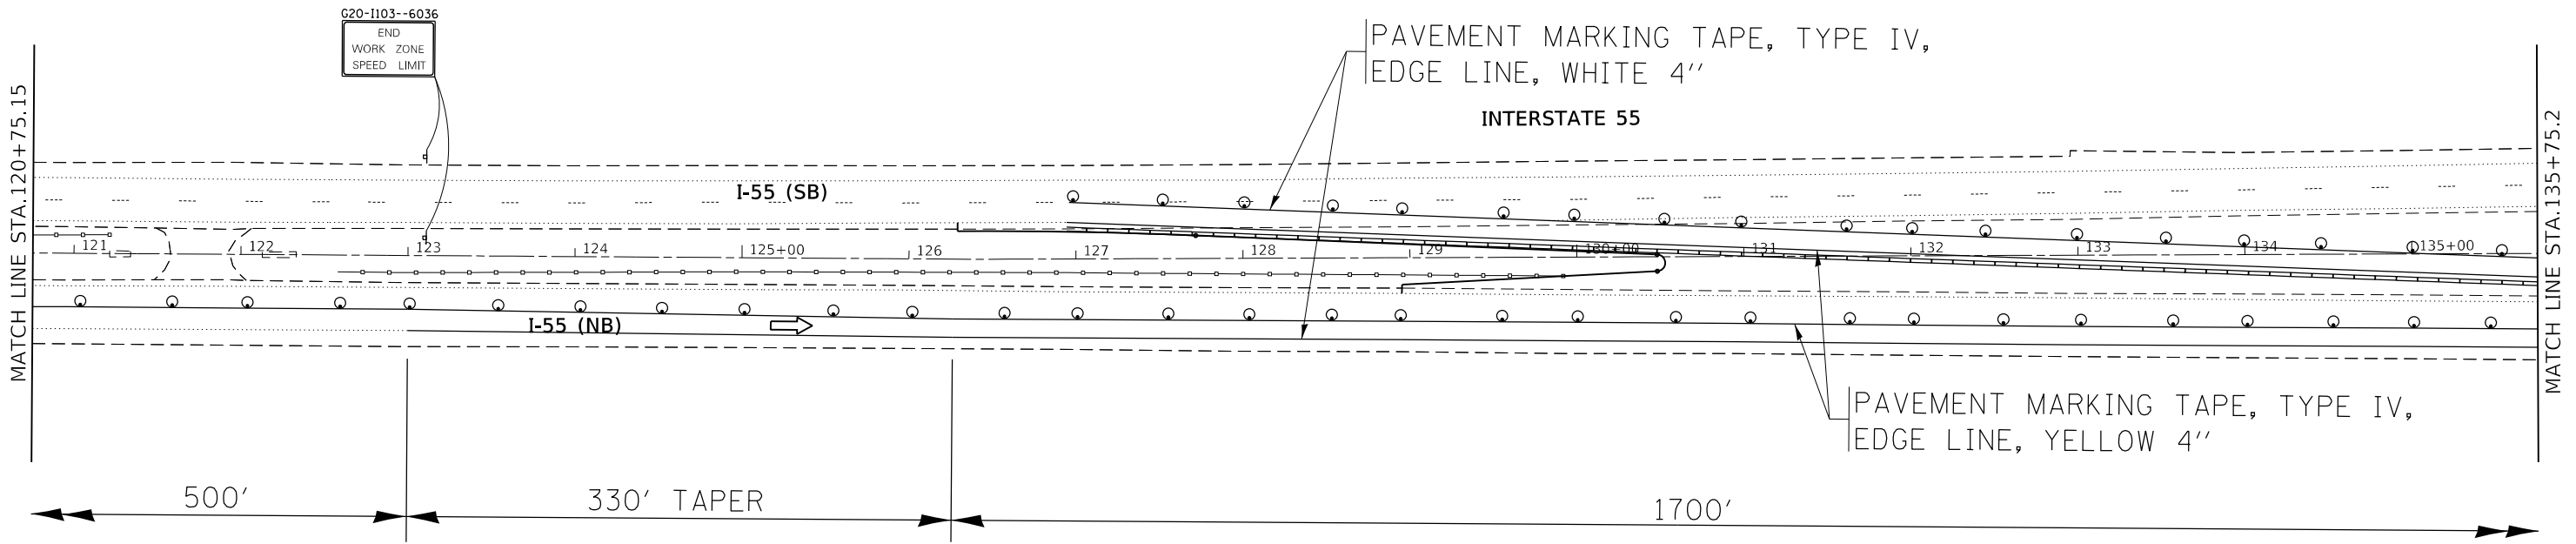 G20-I103--6036
END
WORK ZONE
SPEED LIMIT
PAVEMENT MARKING TAPE, TYPE IV,
EDGE LINE, WHITE 4''
INTERSTATE 55
MATCH LINE STA.120+75.15
MATCH LINE STA.135+75.2
I-55 (SB)
121
122
123
124
125+00
126
127
128
129
130+00
131
132
133
134
135+00
I-55 (NB)
PAVEMENT MARKING TAPE, TYPE IV,
EDGE LINE, YELLOW 4''
500'
330' TAPER
1700'